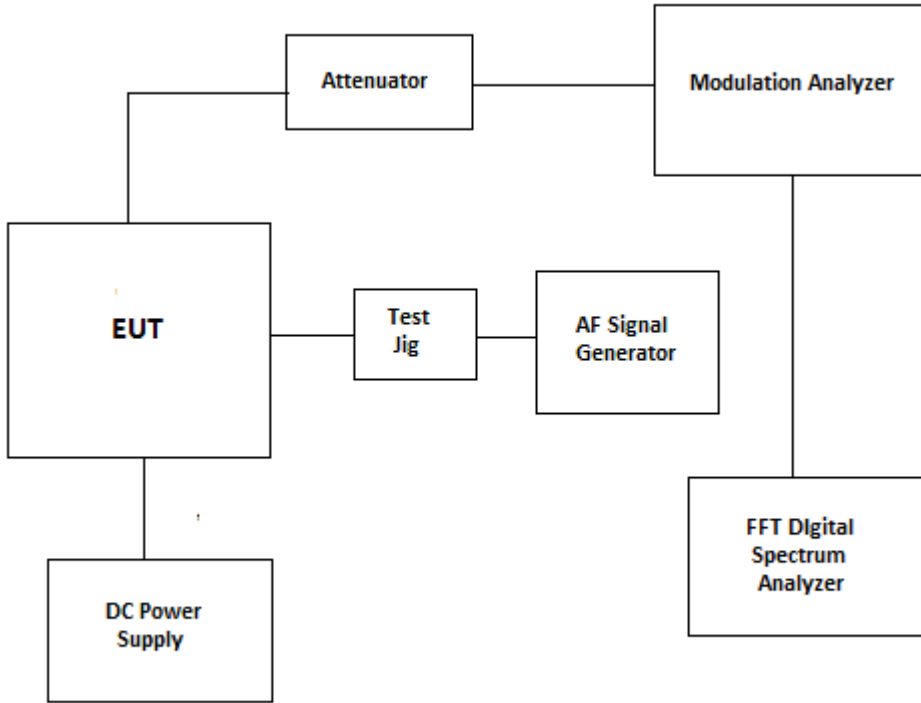 Attenuator
Modulation Analyzer
EUT
Test
Jig
AF Signal
Generator
FFT DIgital
Spectrum
Analyzer
DC Power
Supply